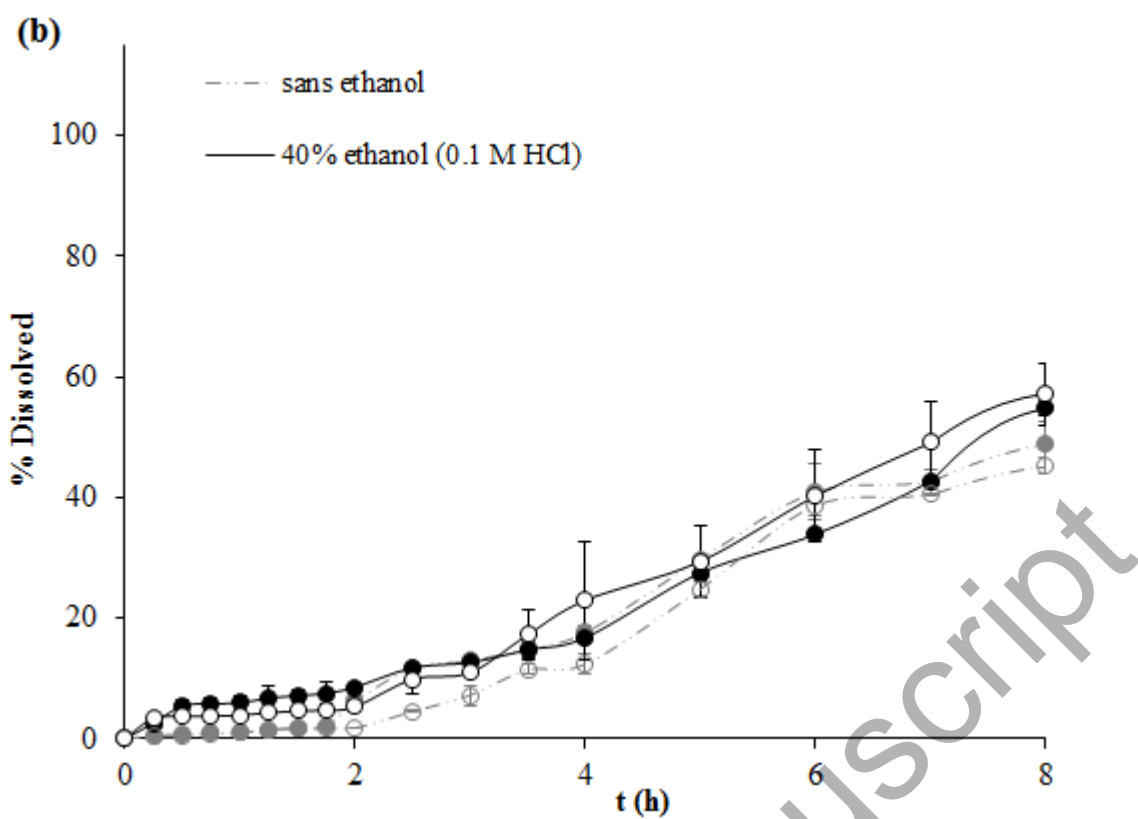 (b)
sans ethanol
40% ethanol (0.1 M HCl)
% Dissolved
100
80
60
40
20
0
0 2 4 6 8
t (h)
uscript